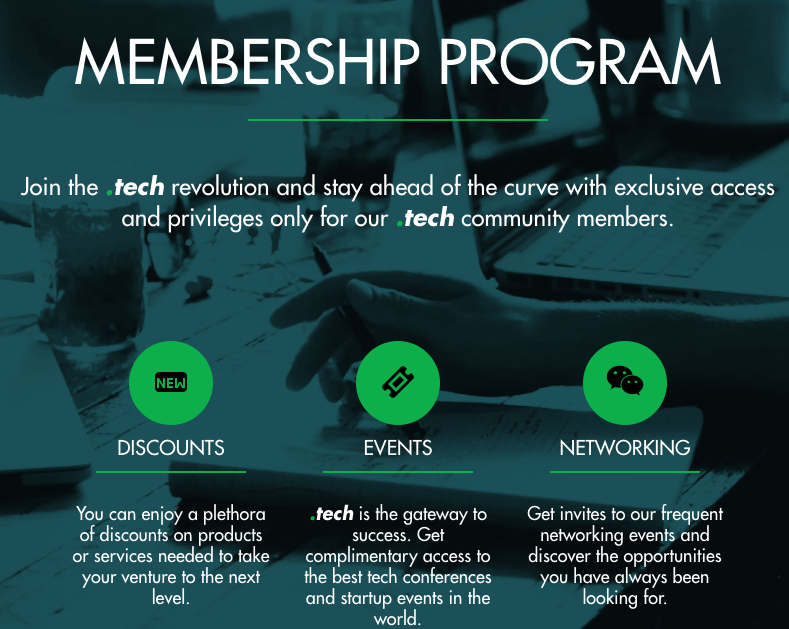 MEMBERSHIP PROGRAM
Join the .tech revolution and stay ahead of the curve with exclusive access
and privileges only for our .tech community members.
NEW
DISCOUNTS
You can enjoy a plethora
of discounts on products
or services needed to take
your venture to the next
level.
EVENTS
.tech is the gateway to
success. Get
complimentary access to
the best tech conferences
and startup events in the
world.
NETWORKING
Get invites to our frequent
networking events and
discover the opportunities
you have always been
looking for.